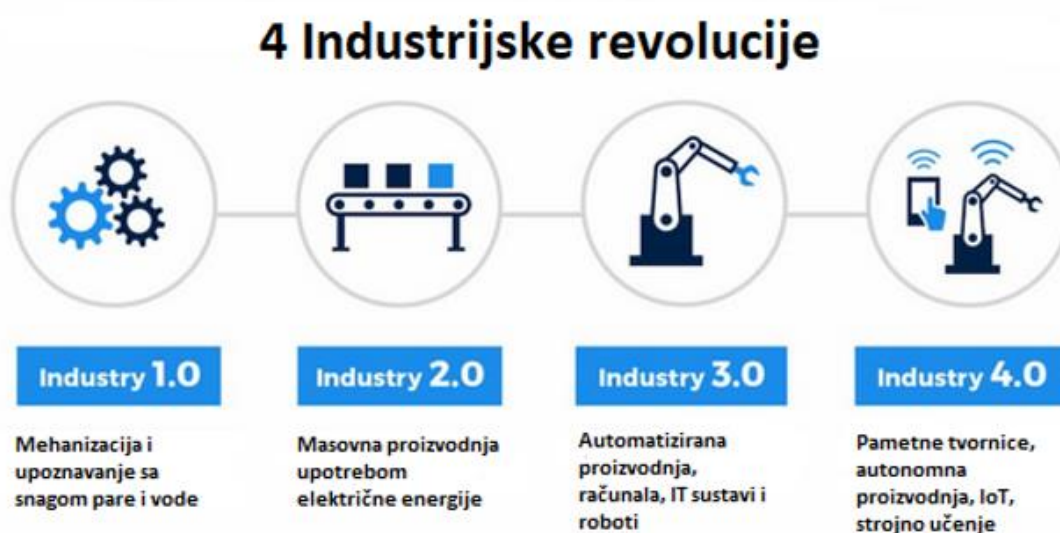 4 Industrijske revolucije
Industry 1.0
Industry 2.0
Industry 3.0
Industry 4.0
Mehanizacija i
upoznavanje sa
snagom pare i vode
Masovna proizvodnja
upotrebom
električne energije
Automatizirana
proizvodnja,
računala, IT sustavi i
roboti
Pametne tvornice,
autonomna
proizvodnja, IoT,
strojno učenje